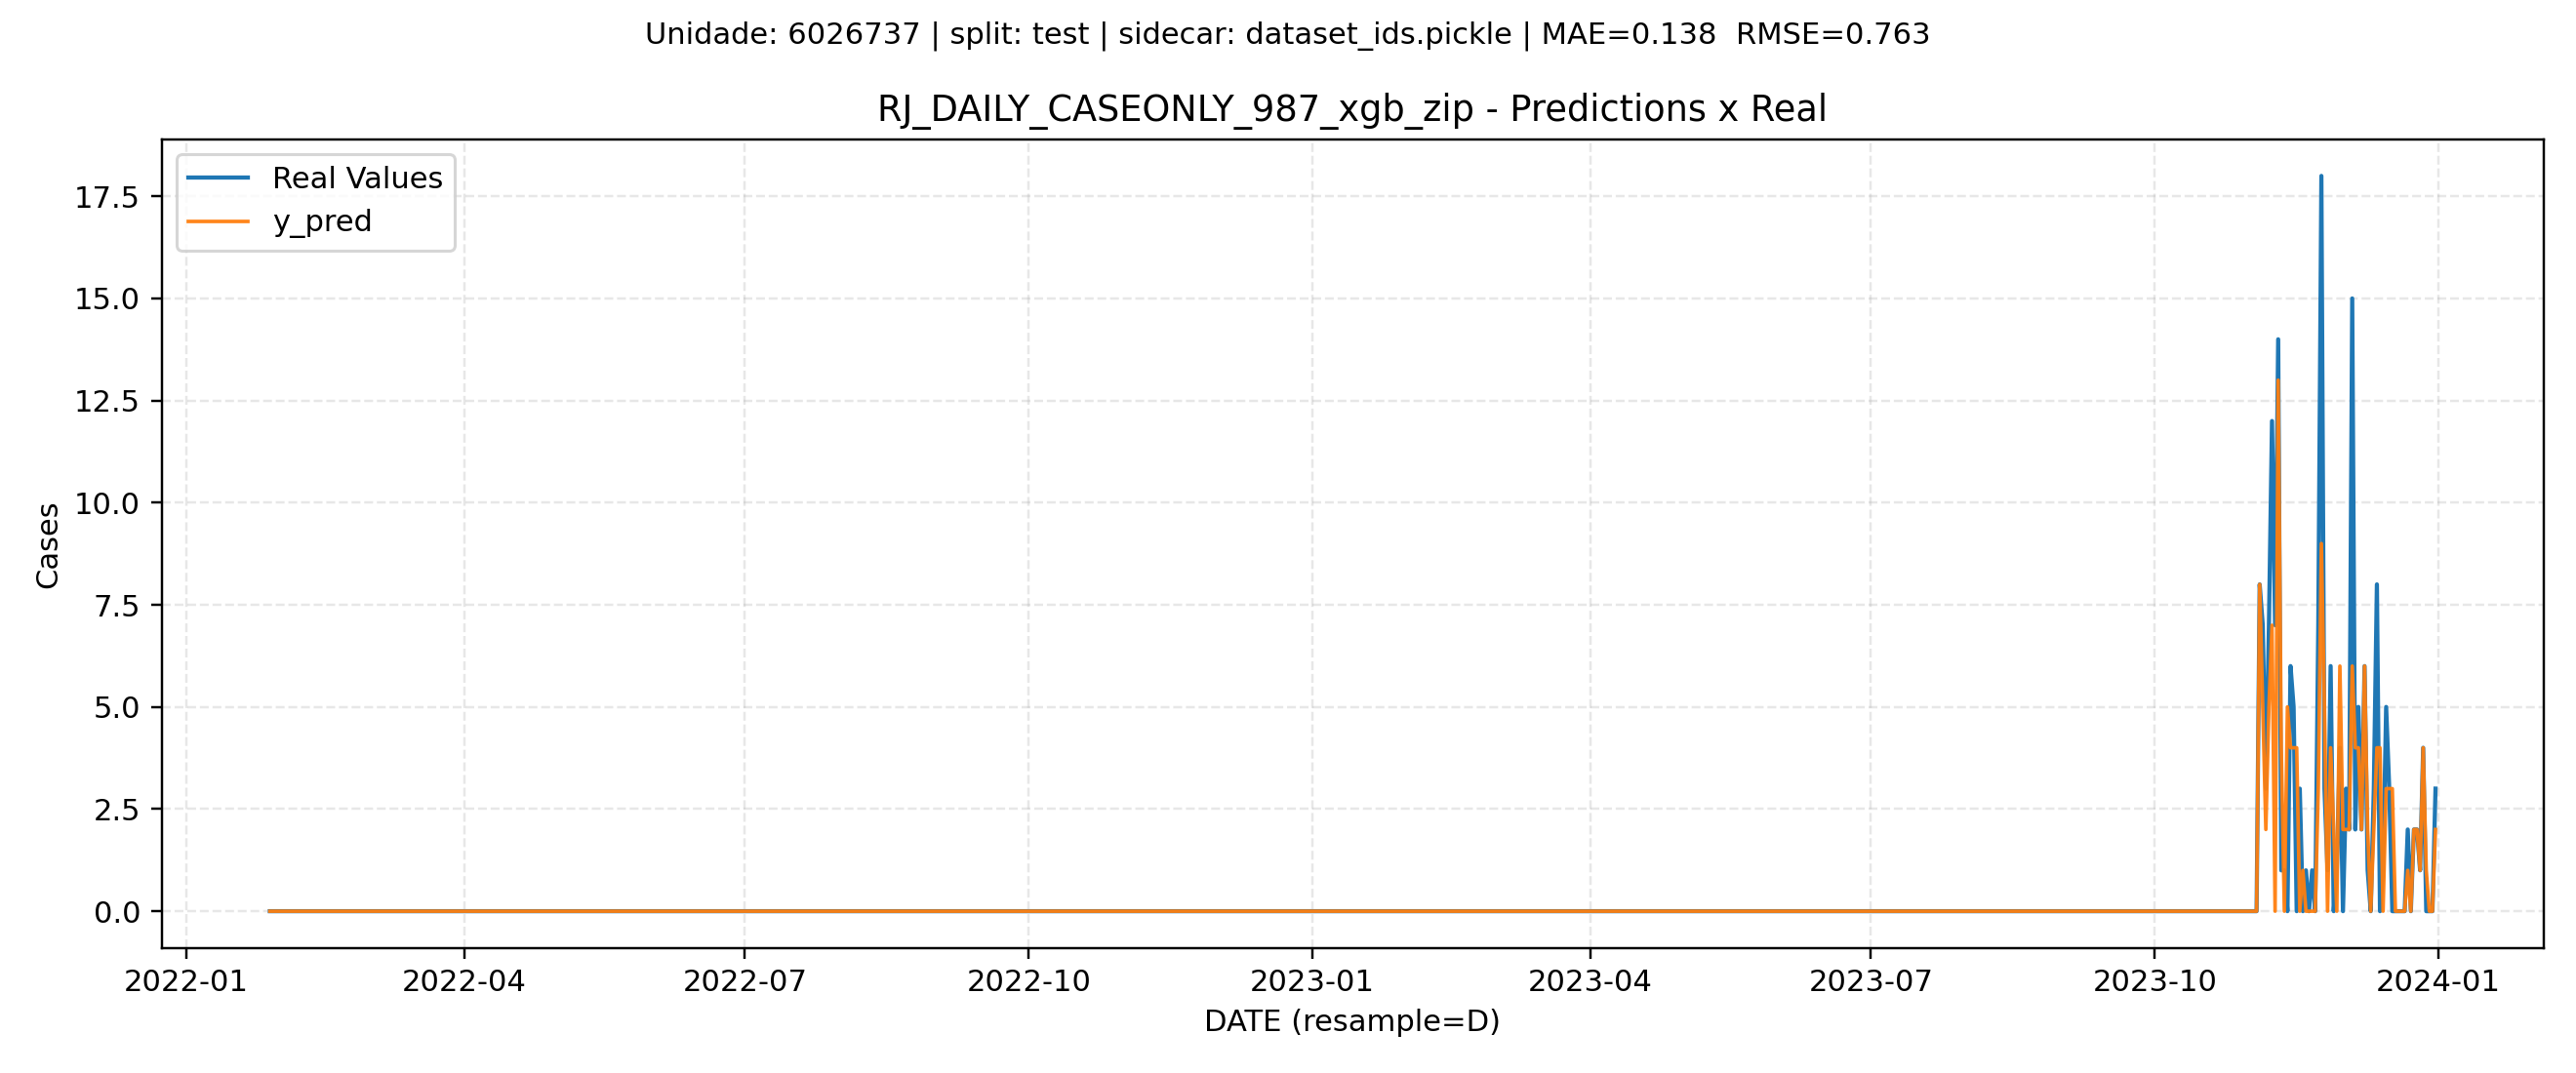 Unidade: 6026737 | split: test | sidecar: dataset_ids.pickle | MAE=0.138  RMSE=0.763
RJ_DAILY_CASEONLY_987_xgb_zip - Predictions x Real
Real Values
y_pred
17.5
15.0
12.5
10.0
7.5
5.0
2.5
0.0
Cases
2022-01 2022-04 2022-07 2022-10 2023-01 2023-04 2023-07 2023-10 2024-01
DATE (resample=D)